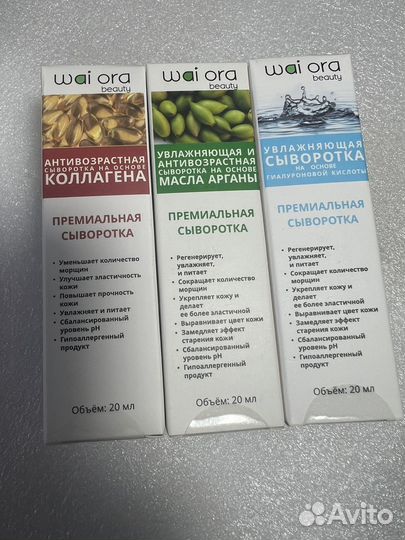 wai ora
beauty
АНТИВОЗРАСТНАЯ
СЫВОРОТКА НА ОСНОВЕ
КОЛЛАГЕНА
ПРЕМИАЛЬНАЯ
СЫВОРОТКА
• Уменьшает количество
морщин
• Улучшает эластичность
кожи
• Повышает прочность
кожи
• Увлажняет и питает
• Сбалансированный
уровень pH
• Гипоаллергенный
продукт
Объём: 20 мл
wai ora
beauty
УВЛАЖНЯЮЩАЯ И
АНТИВОЗРАСТНАЯ
СЫВОРОТКА НА ОСНОВЕ
МАСЛА АРГАНЫ
ПРЕМИАЛЬНАЯ
СЫВОРОТКА
• Регенерирует,
увлажняет,
и питает
• Сокращает количество
морщин
• Укрепляет кожу и
делает
ее более эластичной
• Выравнивает цвет кожи
• Замедляет эффект
старения кожи
• Сбалансированный
уровень pH
• Гипоаллергенный
продукт
Объём: 20 мл
wai ora
beauty
УВЛАЖНЯЮЩАЯ
СЫВОРОТКА
НА ОСНОВЕ
ГИАЛУРОНОВОЙ КИСЛОТЫ
ПРЕМИАЛЬНАЯ
СЫВОРОТКА
• Регенерирует,
увлажняет,
и питает
• Сокращает количество
морщин
• Укрепляет кожу и
делает
ее более эластичной
• Выравнивает цвет кожи
• Замедляет эффект
старения кожи
• Сбалансированный
уровень pH
• Гипоаллергенный
продукт
Объём: 20 мл
Avito